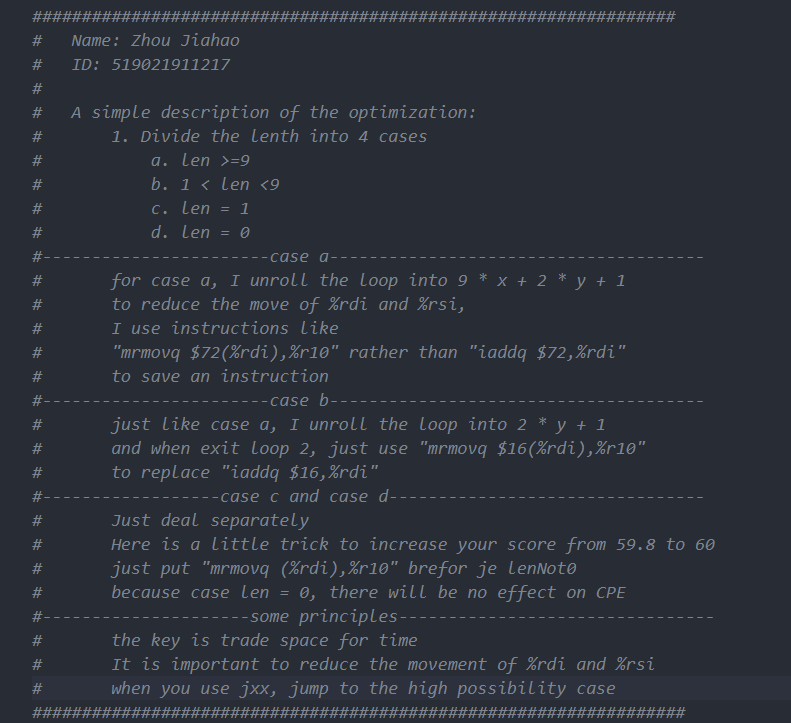 #################################################################
#   Name: Zhou Jiahao
#   ID: 519021911217
#
#   A simple description of the optimization:
#       1. Divide the lenth into 4 cases
#           a. len >=9
#           b. 1 < len <9
#           c. len = 1
#           d. len = 0
#-----------------------case a--------------------------------------
#       for case a, I unroll the loop into 9 * x + 2 * y + 1
#       to reduce the move of %rdi and %rsi,
#       I use instructions like
#       "mrmovq $72(%rdi),%r10" rather than "iaddq $72,%rdi"
#       to save an instruction
#-----------------------case b--------------------------------------
#       just like case a, I unroll the loop into 2 * y + 1
#       and when exit loop 2, just use "mrmovq $16(%rdi),%r10"
#       to replace "iaddq $16,%rdi"
#------------------case c and case d--------------------------------
#       Just deal separately
#       Here is a little trick to increase your score from 59.8 to 60
#       just put "mrmovq (%rdi),%r10" brefor je lenNot0
#       because case len = 0, there will be no effect on CPE
#---------------------some principles--------------------------------
#       the key is trade space for time
#       It is important to reduce the movement of %rdi and %rsi
#       when you use jxx, jump to the high possibility case
##################################################################